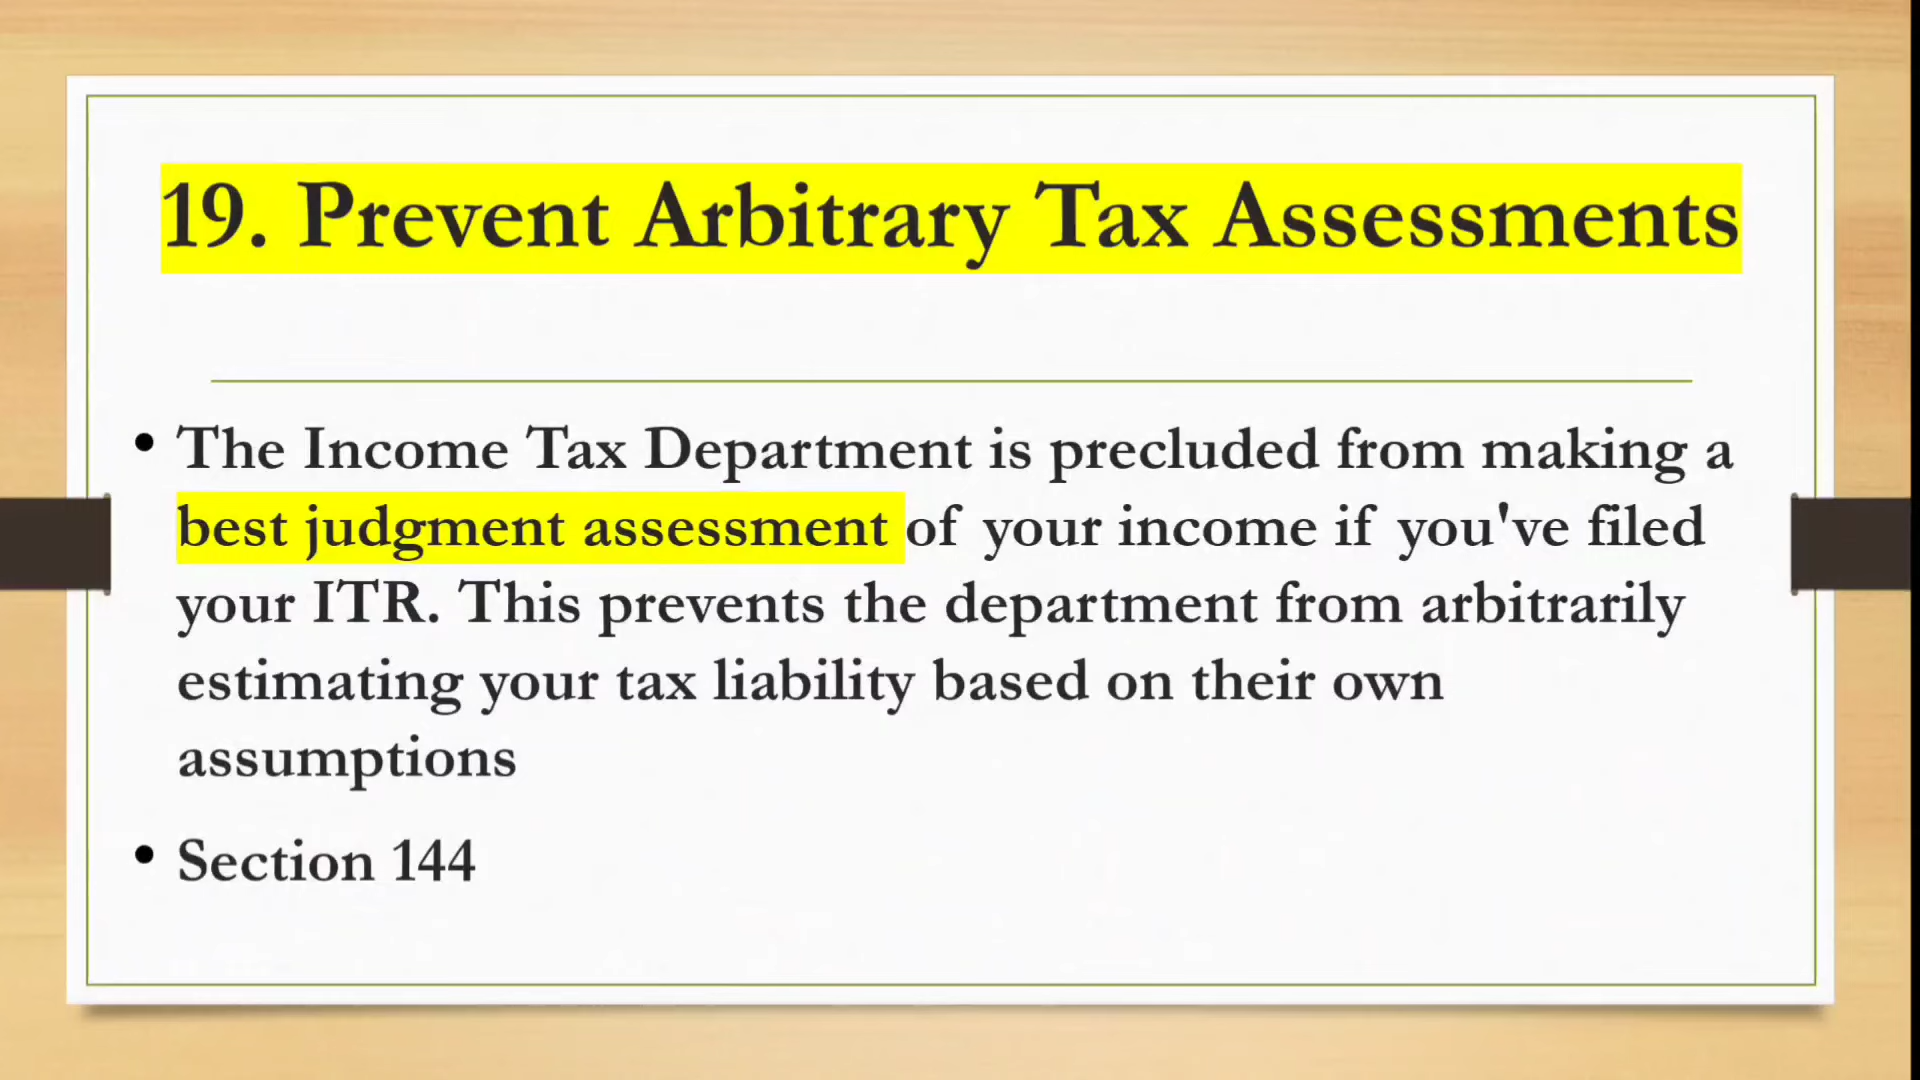 19. Prevent Arbitrary Tax Assessments
• The Income Tax Department is precluded from making a
best judgment assessment of your income if you've filed
your ITR. This prevents the department from arbitrarily
estimating your tax liability based on their own
assumptions
• Section 144